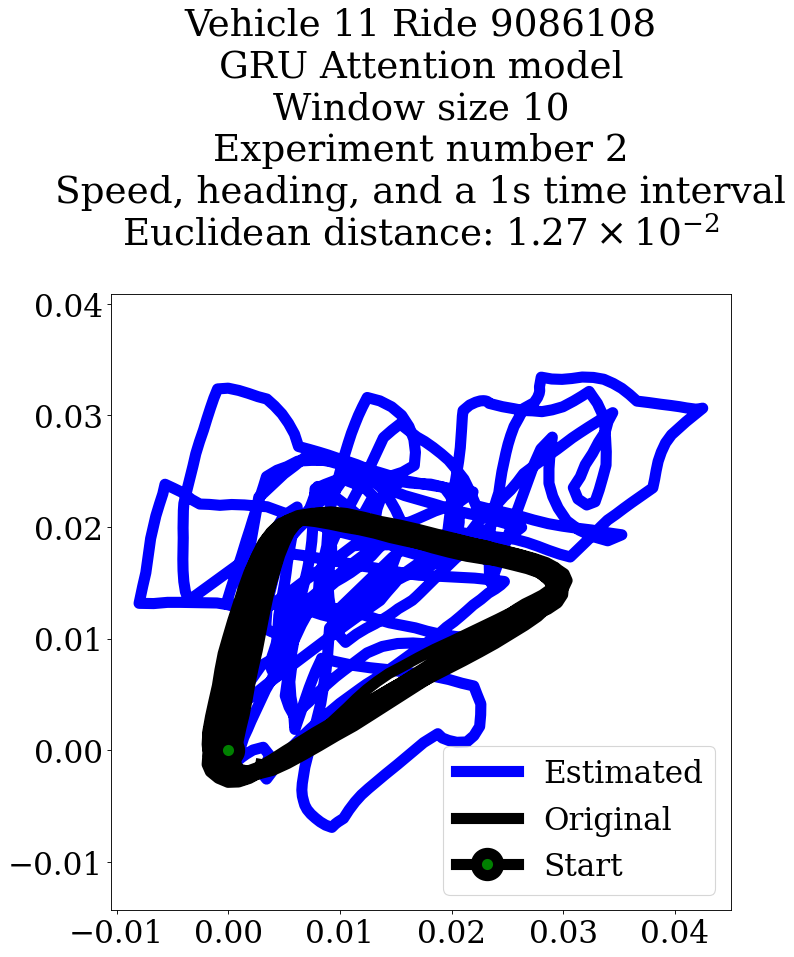 Vehicle 11 Ride 9086108
GRU Attention model
Window size 10
Experiment number 2
Speed, heading, and a 1s time interval
Euclidean distance: 1.27 × 10⁻²
0.04
0.03
0.02
0.01
0.00
−0.01
Estimated
Original
Start
−0.01 0.00 0.01 0.02 0.03 0.04